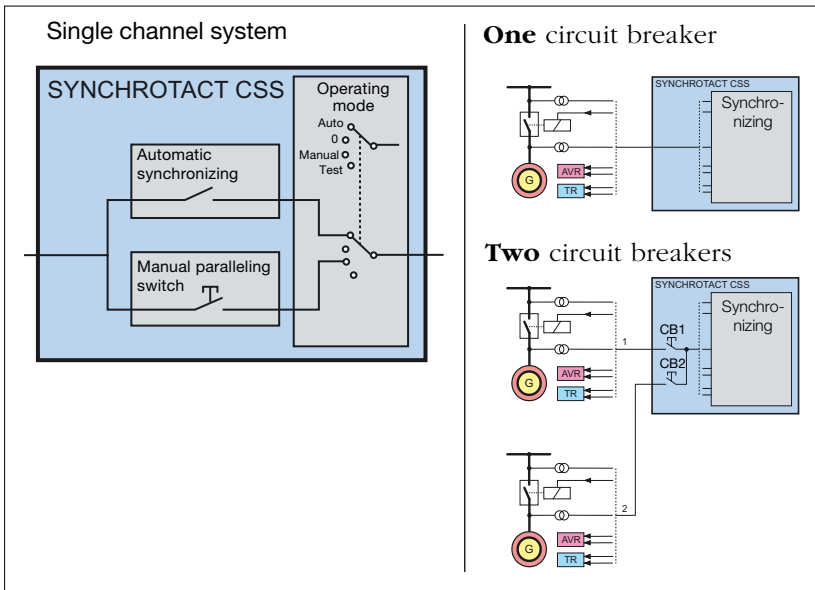 Single channel system
SYNCHROTACT CSS
Operating
mode
Auto
0
Manual
Test
Automatic
synchronizing
Manual paralleling
switch
One circuit breaker
SYNCHROTACT CSS
Synchro-
nizing
G
AVR
TR
Two circuit breakers
SYNCHROTACT CSS
Synchro-
nizing
1
CB1
CB2
G
AVR
TR
2
G
AVR
TR